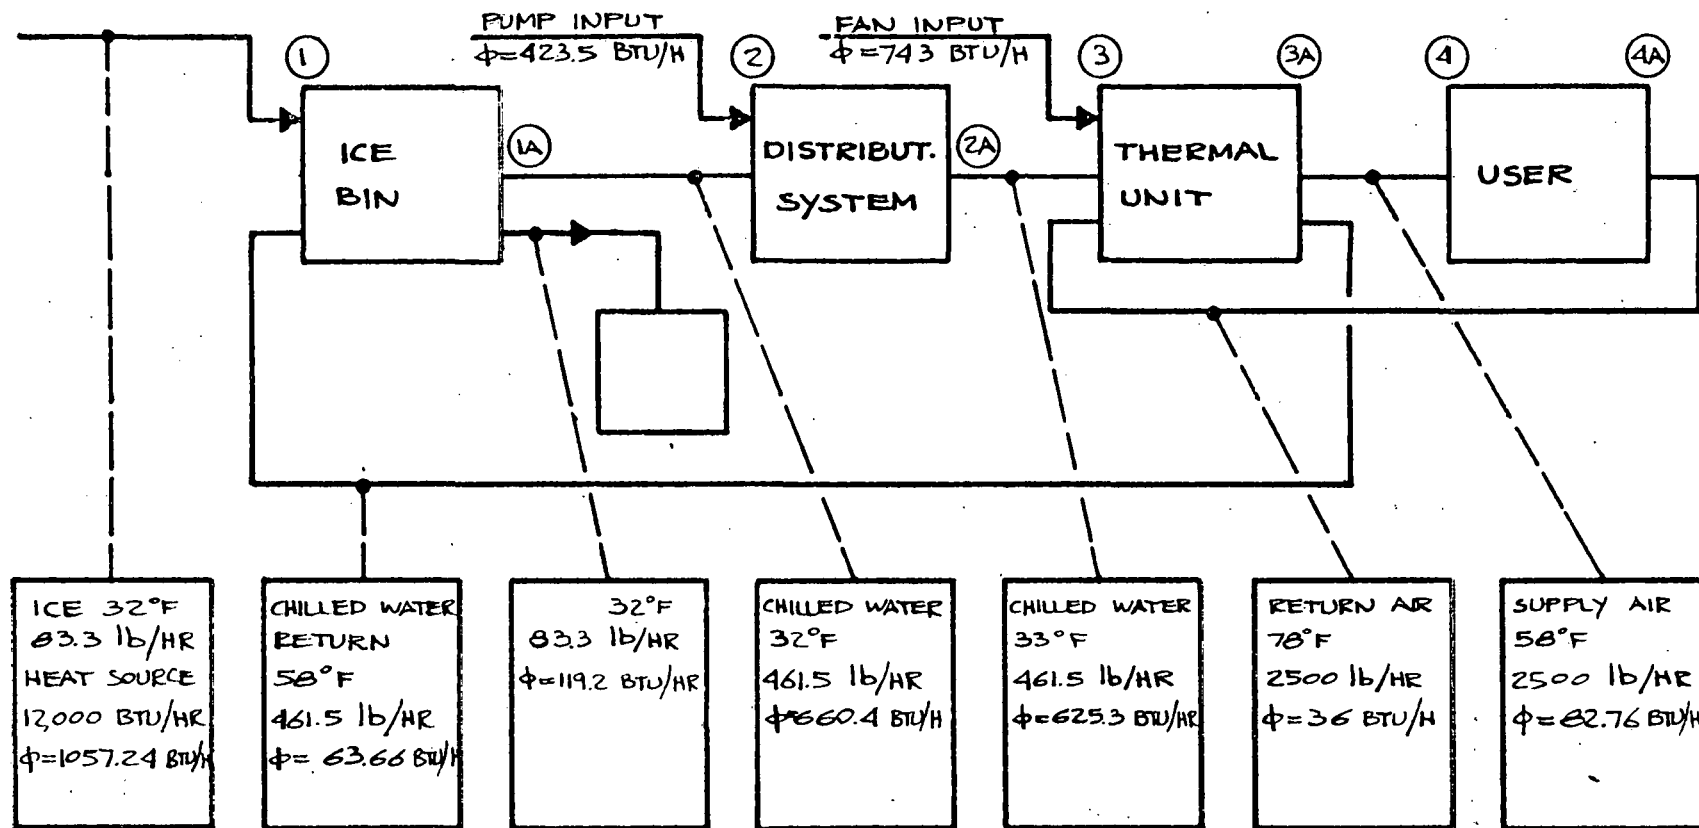 PUMP INPUT
ɸ=423.5 BTU/H
FAN INPUT
ɸ=743 BTU/H
1
2
3
3A
4
4A
ICE
BIN
1A
DISTRIBUT.
SYSTEM
2A
THERMAL
UNIT
USER
ICE 32°F
83.3 lb/HR
HEAT SOURCE
12,000 BTU/HR
ɸ=1057.24 BTU/H
CHILLED WATER
RETURN
58°F
461.5 lb/HR
ɸ= 63.66 BTU/H
32°F
83.3 lb/HR
ɸ=119.2 BTU/HR
CHILLED WATER
32°F
461.5 lb/HR
ɸ=660.4 BTU/H
CHILLED WATER
33°F
461.5 lb/HR
ɸ=625.3 BTU/HR
RETURN AIR
78°F
2500 lb/HR
ɸ=36 BTU/H
SUPPLY AIR
58°F
2500 lb/HR
ɸ=82.76 BTU/H